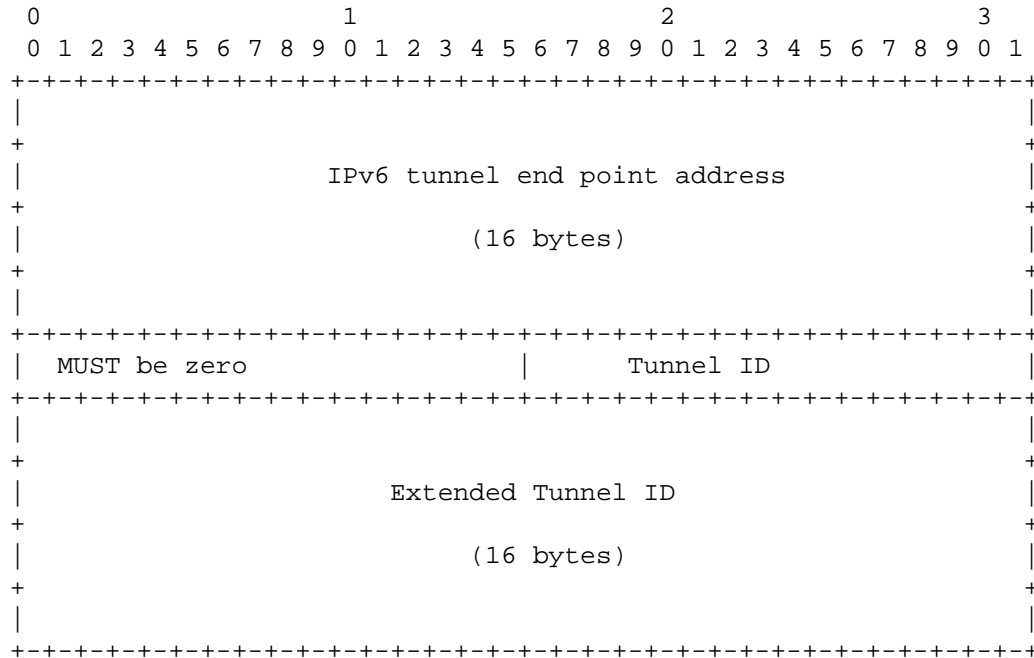 0                   1                   2                   3
 0 1 2 3 4 5 6 7 8 9 0 1 2 3 4 5 6 7 8 9 0 1 2 3 4 5 6 7 8 9 0 1
+-+-+-+-+-+-+-+-+-+-+-+-+-+-+-+-+-+-+-+-+-+-+-+-+-+-+-+-+-+-+-+-+
|                                                               |
+                                                               +
|                   IPv6 tunnel end point address               |
+                                                               +
|                            (16 bytes)                         |
+                                                               +
|                                                               |
+-+-+-+-+-+-+-+-+-+-+-+-+-+-+-+-+-+-+-+-+-+-+-+-+-+-+-+-+-+-+-+-+
|  MUST be zero                 |      Tunnel ID                |
+-+-+-+-+-+-+-+-+-+-+-+-+-+-+-+-+-+-+-+-+-+-+-+-+-+-+-+-+-+-+-+-+
|                                                               |
+                                                               +
|                       Extended Tunnel ID                      |
+                                                               +
|                            (16 bytes)                         |
+                                                               +
|                                                               |
+-+-+-+-+-+-+-+-+-+-+-+-+-+-+-+-+-+-+-+-+-+-+-+-+-+-+-+-+-+-+-+-+